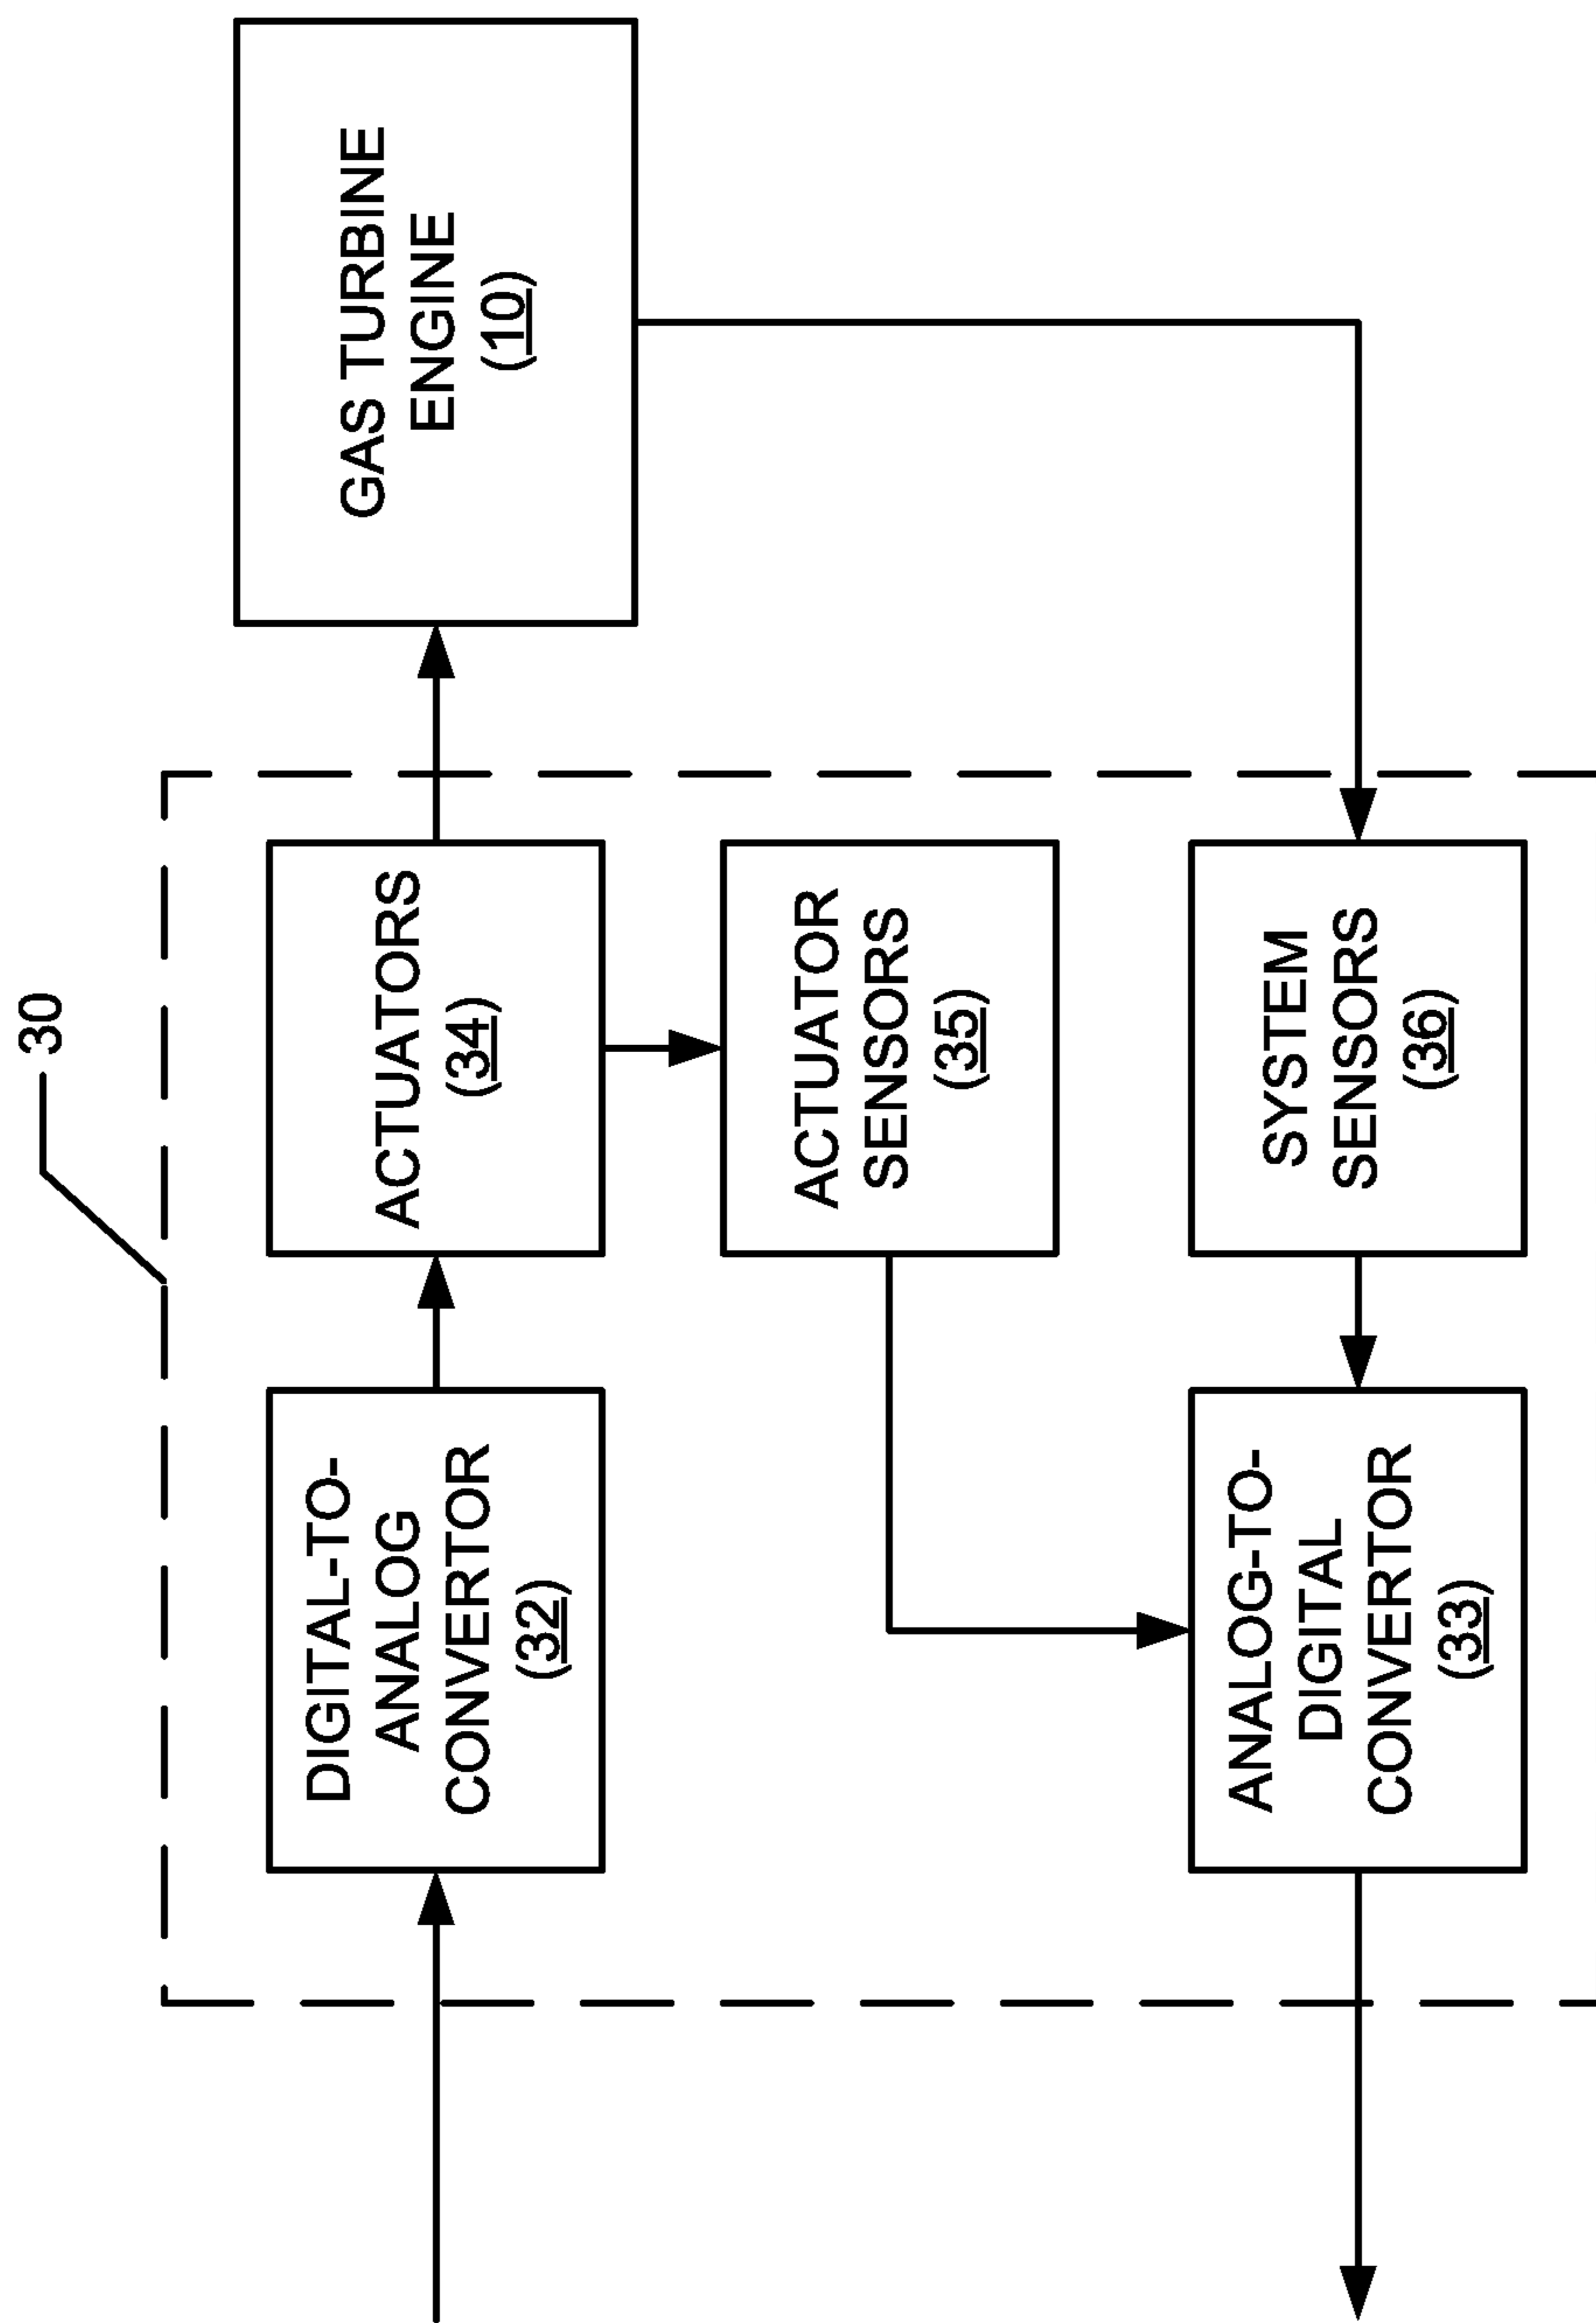 30
DIGITAL-TO-
ANALOG
CONVERTOR
(32)
ACTUATORS
(34)
GAS TURBINE
ENGINE
(10)
ACTUATOR
SENSORS
(35)
ANALOG-TO-
DIGITAL
CONVERTOR
(33)
SYSTEM
SENSORS
(36)